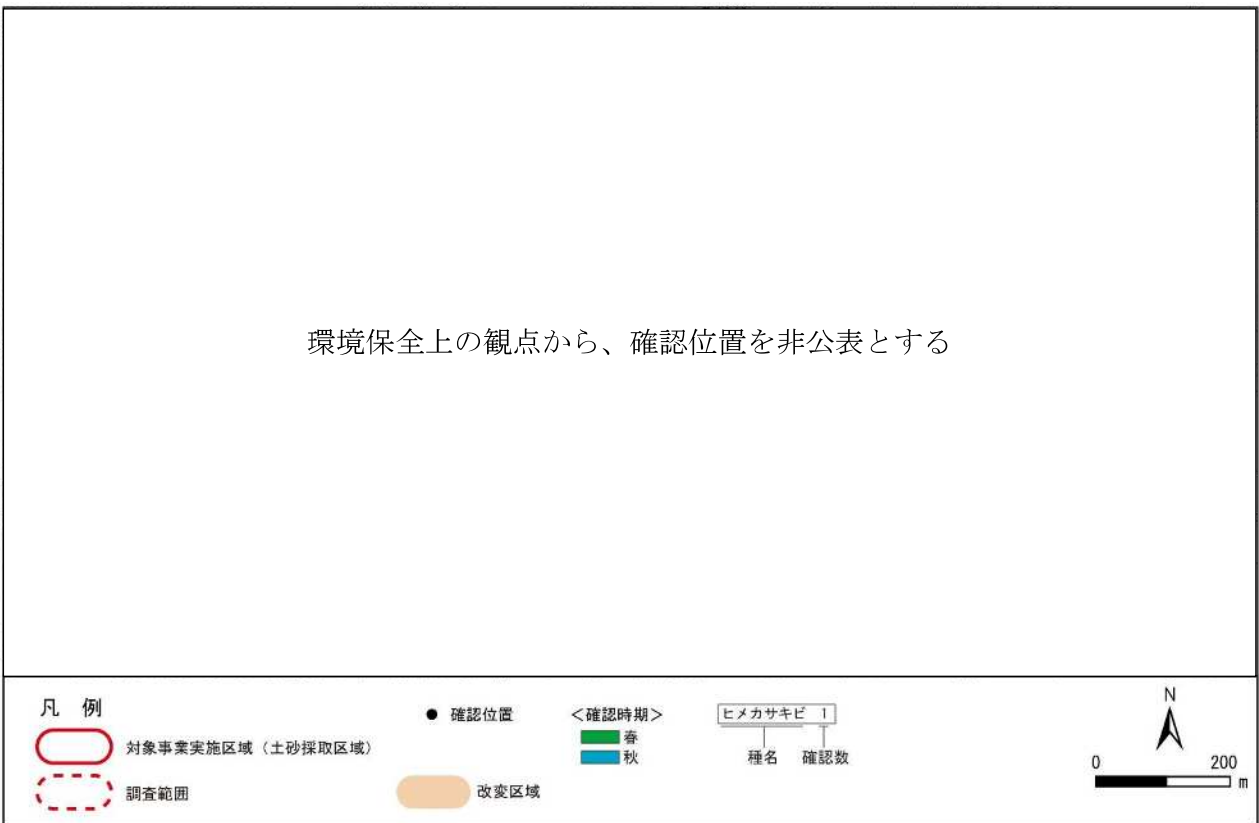 環境保全上の観点から、確認位置を非公表とする
凡 例
対象事業実施区域（土砂採取区域）
調査範囲
● 確認位置
改変区域
＜確認時期＞
春
秋
ヒメカサキビ 1
種名 確認数
N
0 200
m